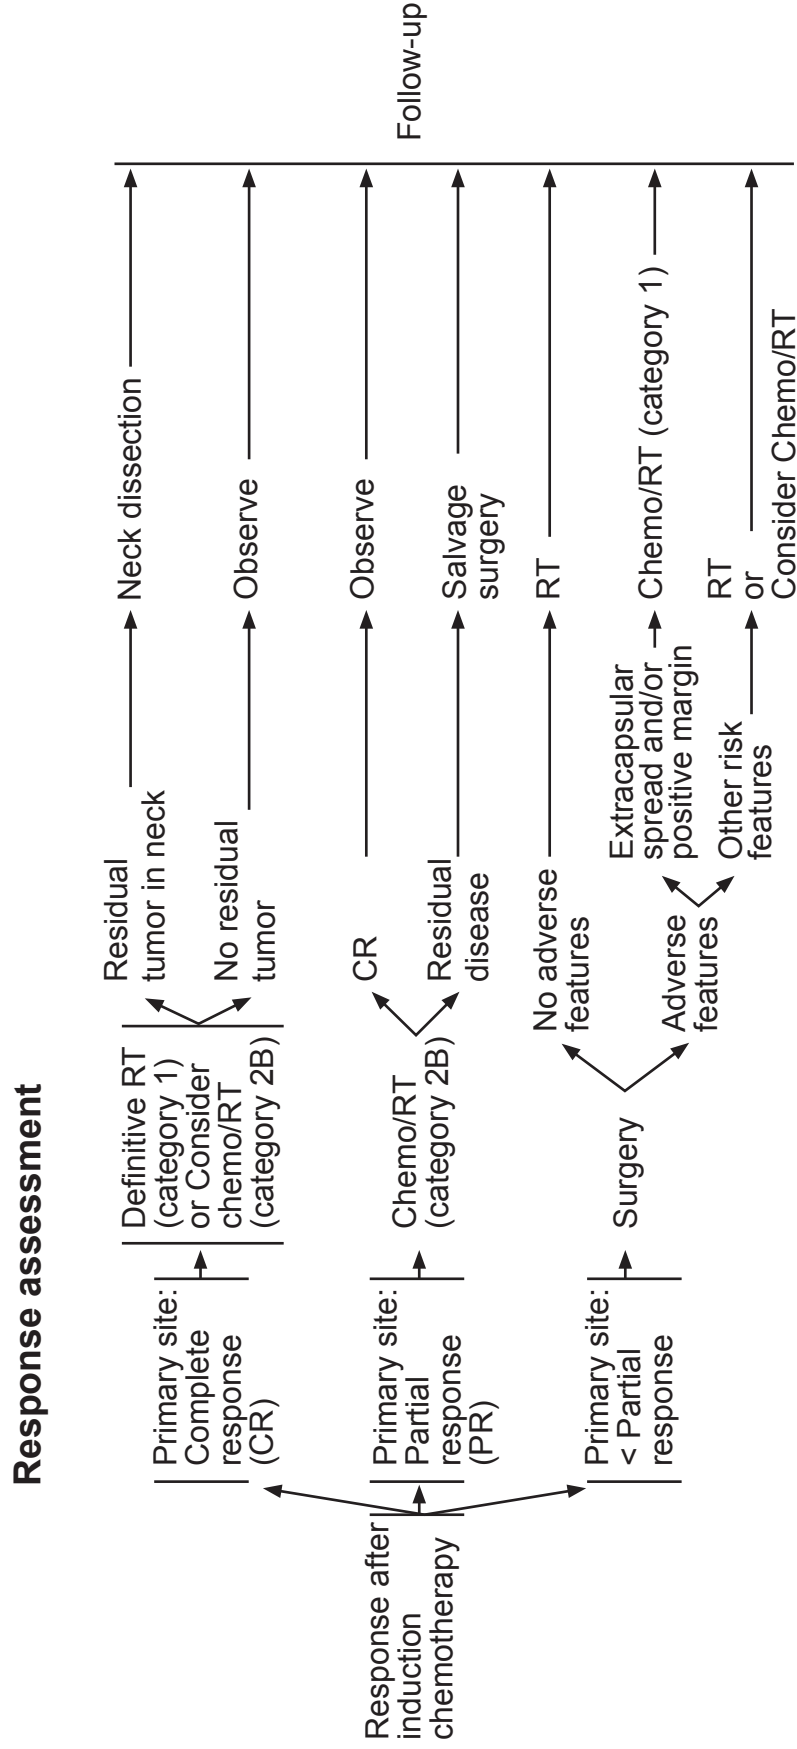 Response assessment
Response after
induction
chemotherapy
Primary site:
Complete
response
(CR)
Definitive RT
(category 1)
or Consider
chemo/RT
(category 2B)
Residual
tumor in neck
Neck dissection
No residual
tumor
Observe
Primary site:
Partial
response
(PR)
Chemo/RT
(category 2B)
CR
Observe
Residual
disease
Salvage
surgery
Primary site:
< Partial
response
Surgery
No adverse
features
RT
Adverse
features
Extracapsular
spread and/or
positive margin
Chemo/RT (category 1)
Other risk
features
RT
or
Consider Chemo/RT
Follow-up